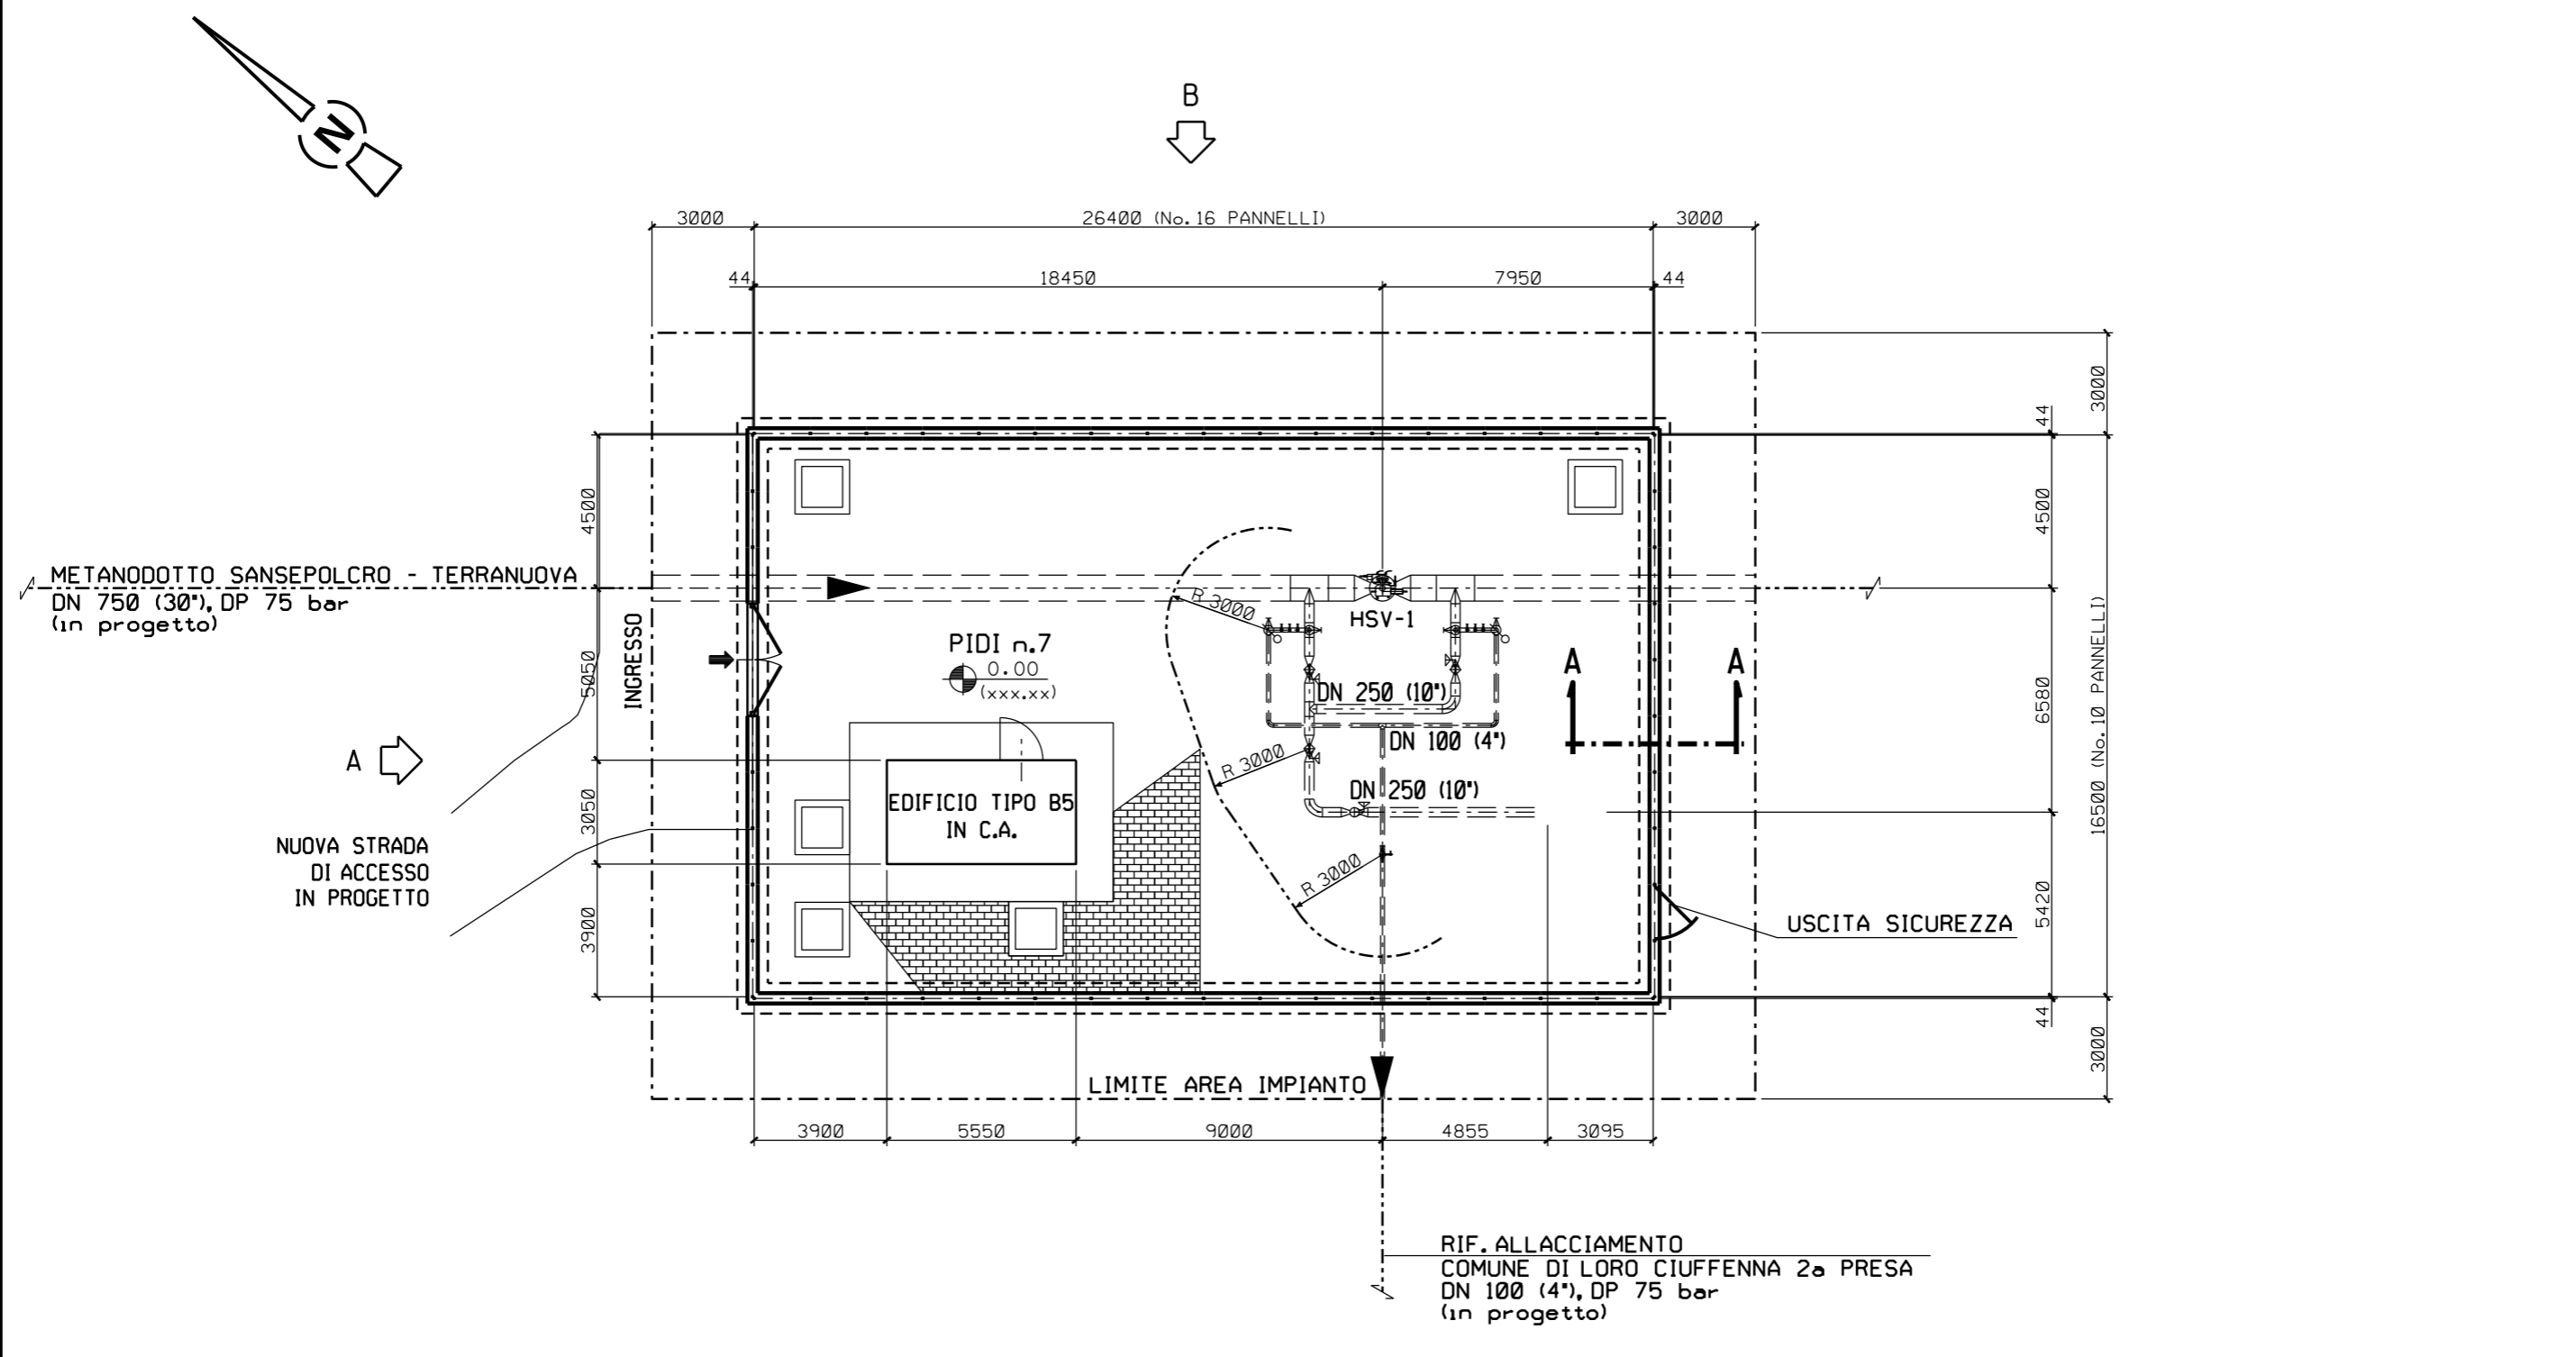 N
B
3000
26400 (No.16 PANNELLI)
3000
44
18450
7950
44
3000
44
4500
4500
METANODOTTO SANSEPOLCRO - TERRANUOVA
DN 750 (30"), DP 75 bar
(in progetto)
INGRESSO
R 3000
HSV-1
PIDI n.7
0.00
(xxx.xx)
5050
A
A
DN 250 (10")
6580
16500 (No.10 PANNELLI)
DN 100 (4")
A
R 3000
DN 250 (10")
EDIFICIO TIPO B5
IN C.A.
3050
NUOVA STRADA
DI ACCESSO
IN PROGETTO
R 3000
3900
5420
USCITA SICUREZZA
44
3000
LIMITE AREA IMPIANTO
3900
5550
9000
4855
3095
RIF. ALLACCIAMENTO
COMUNE DI LORO CIUFFENNA 2a PRESA
DN 100 (4"), DP 75 bar
(in progetto)